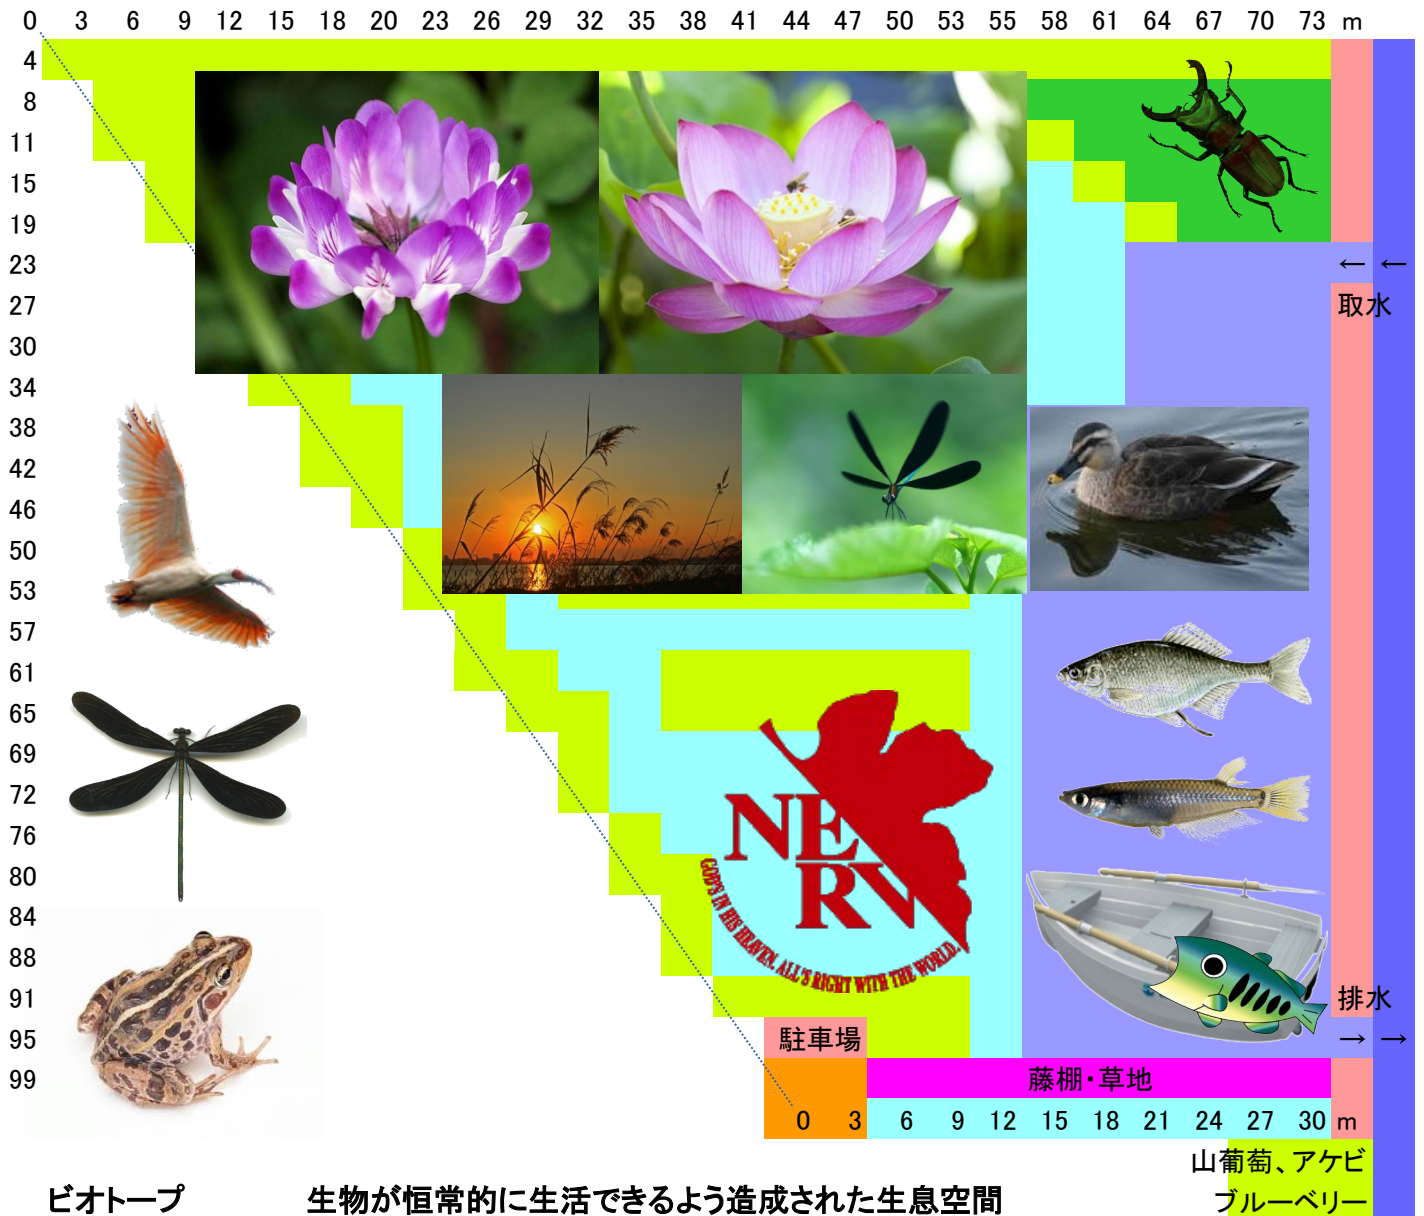 0 3 6 9 12 15 20 23 26 29 32 35 38 41 44 47 50 53 55 58 61 64 67 70 73 m
4
8
11
15
19
23 ← ←
27 取水
30
34
38
42
46
50
53
57
61
65
69
72
76
80
84
88
91 排水
95 駐車場 → →
99 藤棚・草地
0 3 6 9 12 15 18 21 24 27 30 m
NERV
GOD'S IN HIS HEAVEN. ALL'S RIGHT WITH THE WORLD.
山葡萄、アケビ
ブルーベリー
ビオトープ 生物が恒常的に生活できるよう造成された生息空間